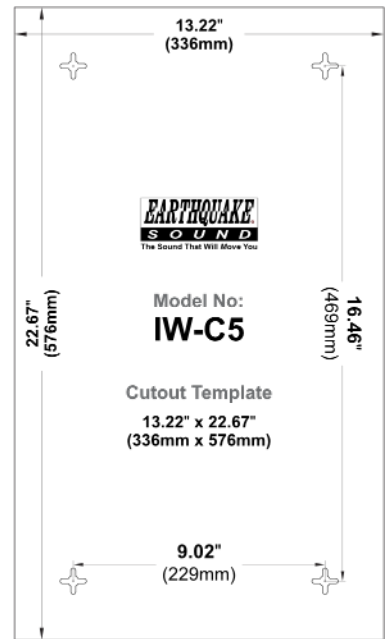 13.22"
(336mm)
EARTHQUAKE
SOUND
The Sound That Will Move You
22.67"
(576mm)
16.46"
(469mm)
Model No:
IW-C5
Cutout Template
13.22" x 22.67"
(336mm x 576mm)
9.02"
(229mm)